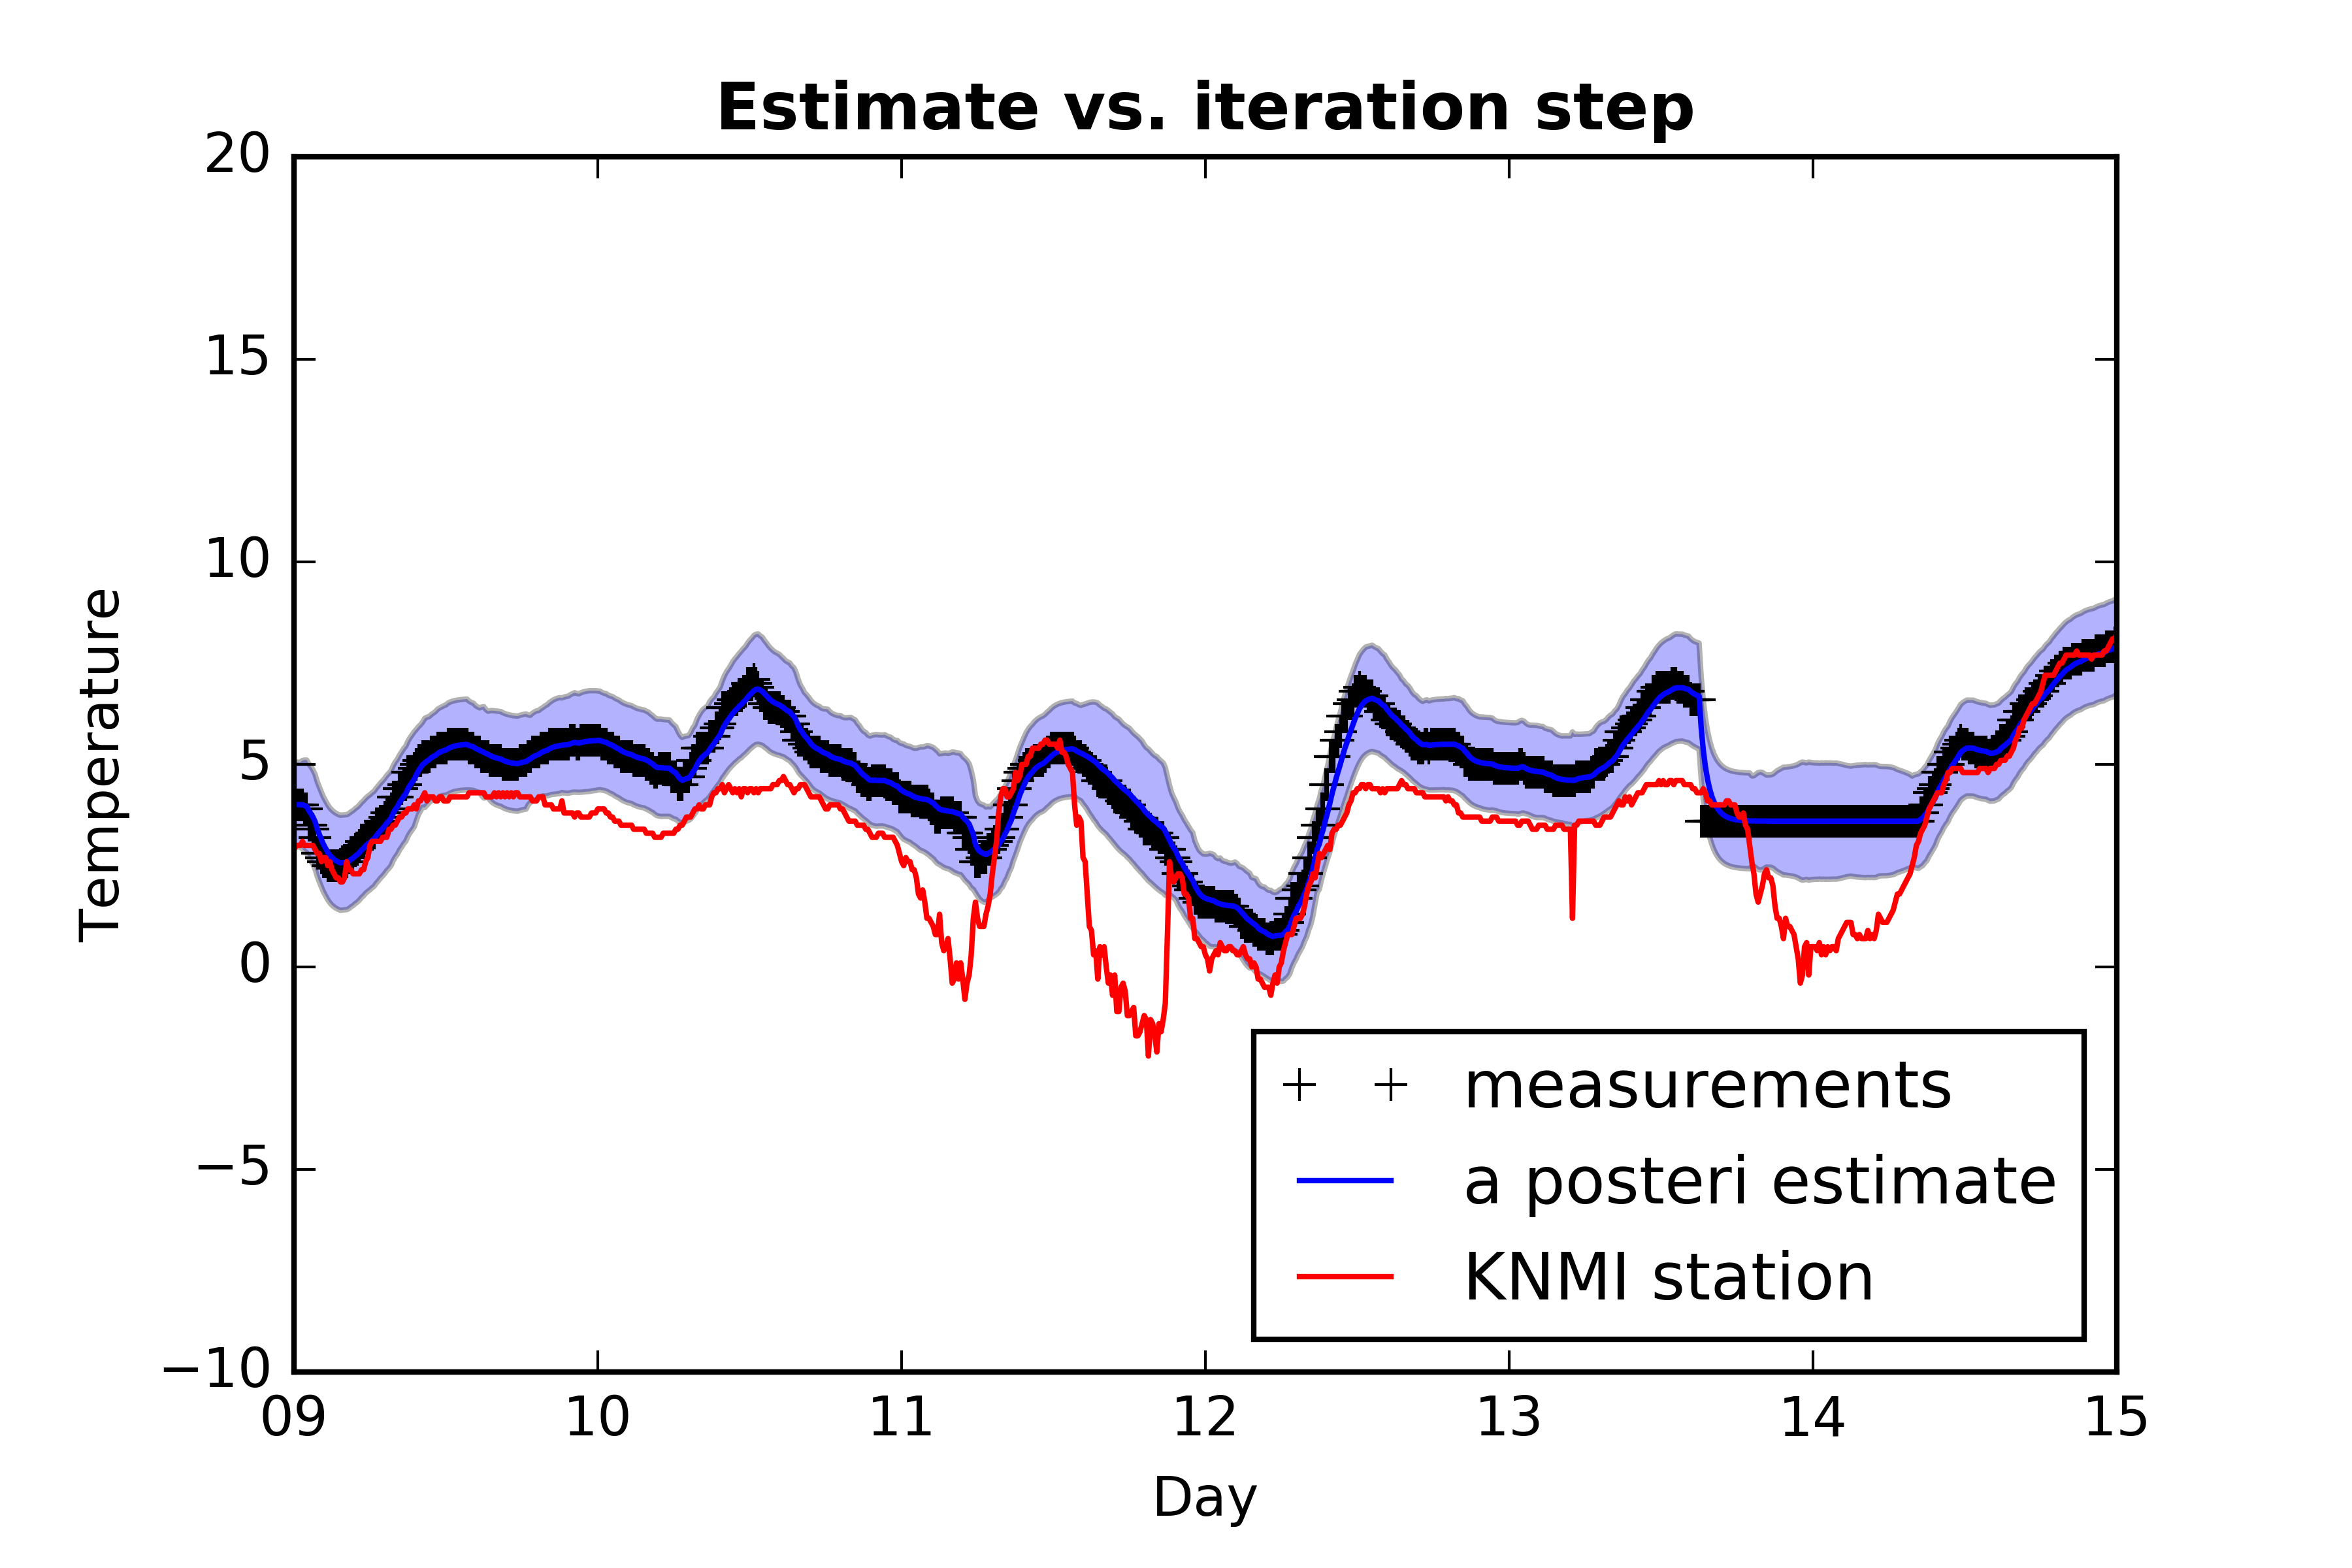 Estimate vs. iteration step
20
15
10
5
0
−5
−10
Temperature
measurements
a posteri estimate
KNMI station
09 10 11 12 13 14 15
Day